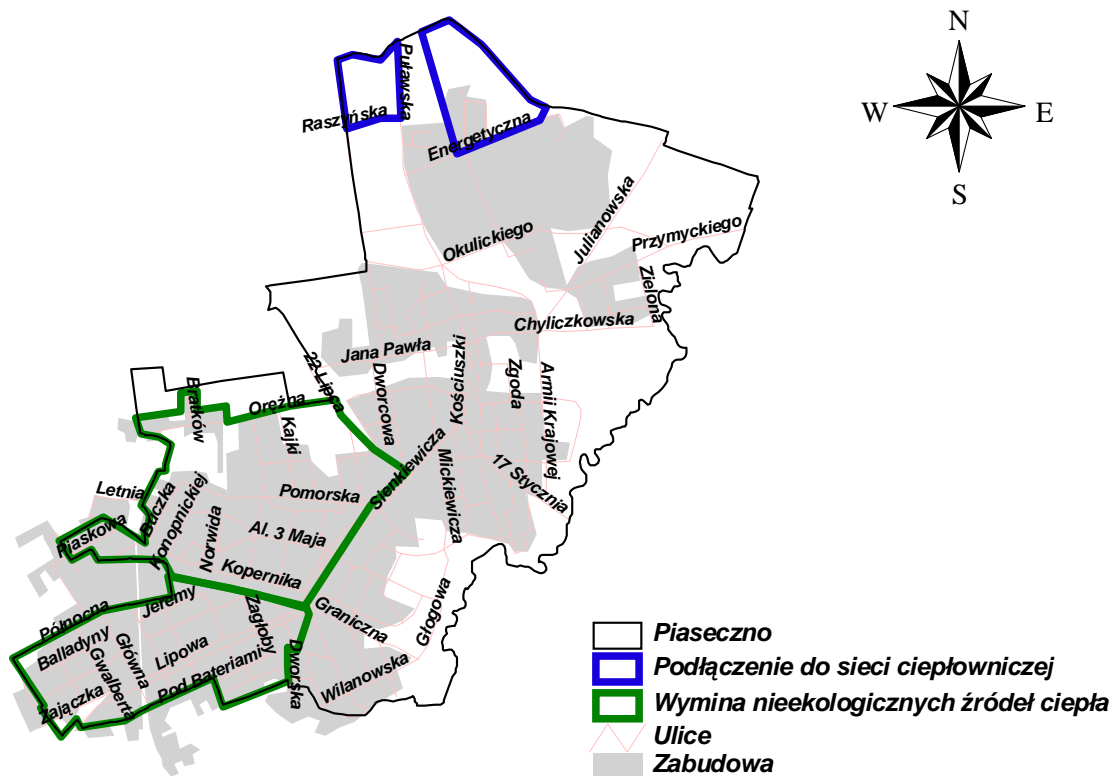 N
W
E
S
Puławska
Raszyńska
Energetyczna
Julianowska
Okulickiego
Przymyckiego
Zielona
Chyliczkowska
Jana Pawła
22 Lipca
Dworcowa
Kościuszki
Zgoda
Armii Krajowej
Bratków
Orężna
Kajki
Sienkiewicza
Mickiewicza
17 Stycznia
Letnia
Buczka
Konopnickiej
Pomorska
Piaskowa
Norwida
Al. 3 Maja
Kopernika
Północna
Jeremy
Zagłoby
Graniczna
Głogowa
Balladyny
Główna
Gwalberta
Lipowa
Pod Bateriami
Dworska
Wilanowska
Zajączka
Piaseczno
Podłączenie do sieci ciepłowniczej
Wymina nieekologicznych źródeł ciepła
Ulice
Zabudowa